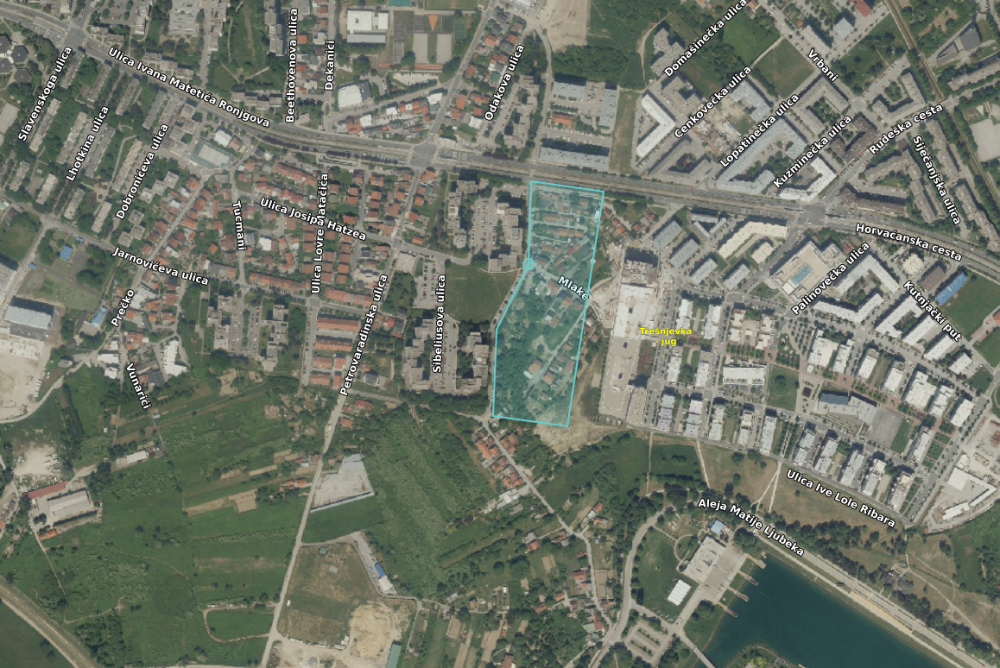 Beethovenova ulica
Dekanići
Slavenskoga ulica
Ulica Ivana Matetića Ronjgova
Odakova ulica
Domašinečka ulica
Vrbani
Cenkovečka ulica
Lopatinečka ulica
Kuzminečka ulica
Rudeška cesta
Siječanjska ulica
Lhotkina ulica
Dobronićeva ulica
Tucmani
Ulica Josipa Hatzea
Ulica Lovre Matačića
Jarnovićeva ulica
Prečko
Vunarići
Petrovaradinska ulica
Sibeliusova ulica
Mlake
Trešnjevka
jug
Horvaćanska cesta
Palinovečka ulica
Kutnjački put
Ulica Ive Lole Ribara
Aleja Matije Ljubeka